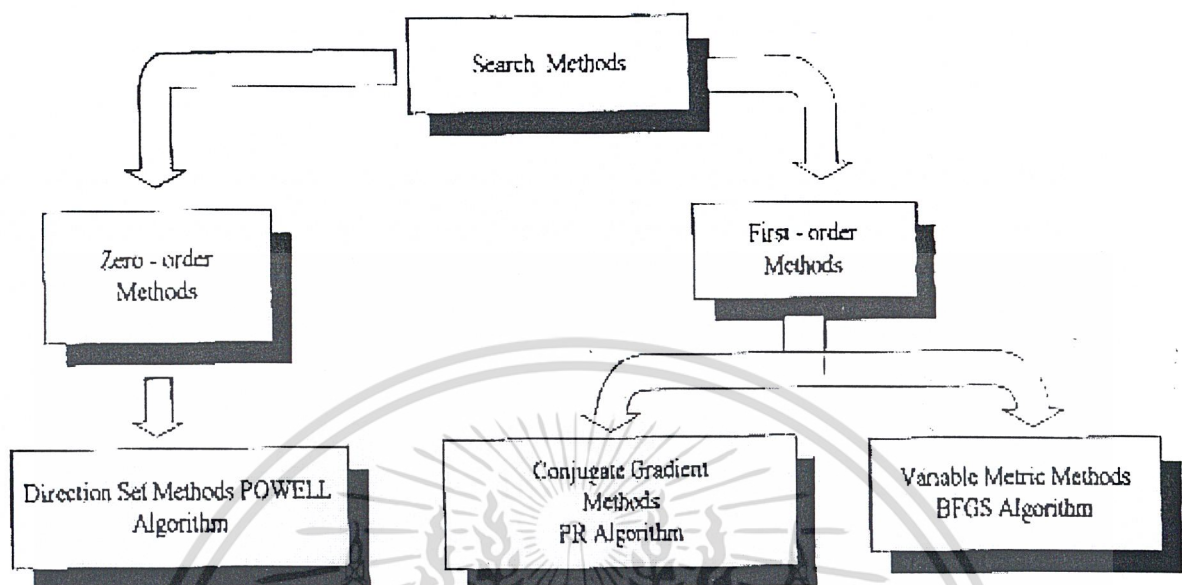 Search Methods
Zero - order
Methods
First - order
Methods
Direction Set Methods POWELL
Algorithm
Conjugate Gradient
Methods
PR Algorithm
Variable Metric Methods
BFGS Algorithm